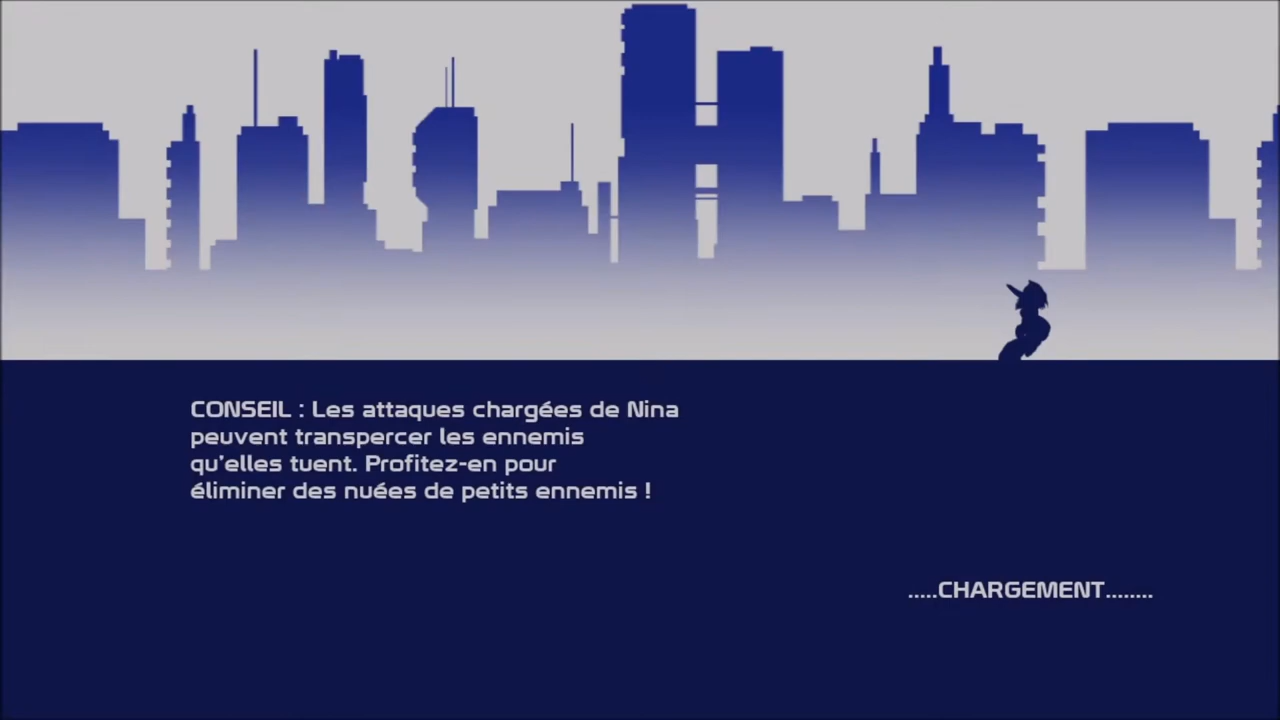 CONSEIL : Les attaques chargées de Nina
peuvent transpercer les ennemis
qu'elles tuent. Profitez-en pour
éliminer des nuées de petits ennemis !
.....CHARGEMENT........